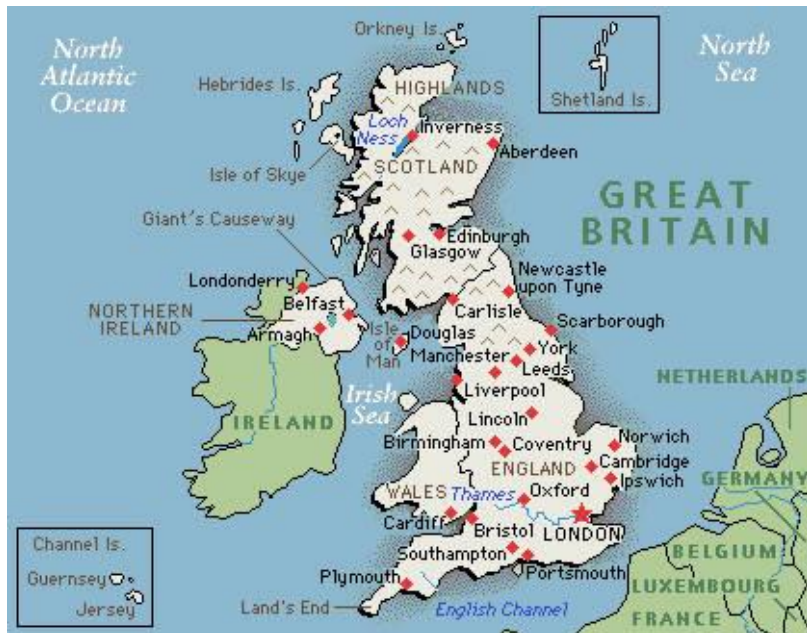 Orkney Is.
North
Atlantic
Ocean
North
Sea
Hebrides Is.
HIGHLANDS
Shetland Is.
Loch
Ness
Inverness
Aberdeen
SCOTLAND
Isle of Skye
GREAT
BRITAIN
Giant's Causeway
Edinburgh
Glasgow
Londonderry
Newcastle
upon Tyne
Belfast
NORTHERN
IRELAND
Carlisle
Armagh
Isle
of
Man
Douglas
Scarborough
Manchester
York
Leeds
NETHERLANDS
Irish
Sea
Liverpool
IRELAND
Lincoln
Birmingham
Coventry
Norwich
ENGLAND
Cambridge
Ipswich
GERMANY
WALES
Thames
Oxford
Cardiff
Bristol
LONDON
Channel Is.
Southampton
Portsmouth
BELGIUM
Guernsey
Jersey
Plymouth
LUXEMBOURG
Land's End
English Channel
FRANCE